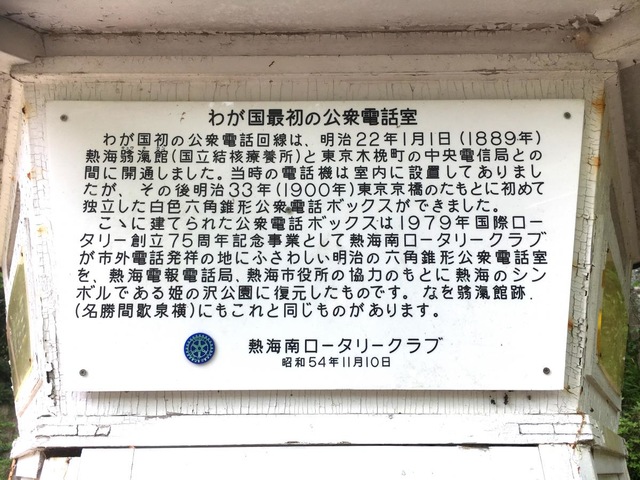 わが国最初の公衆電話室
わが国初の公衆電話回線は、明治22年1月1日(1889年)
熱海噏滊館(国立結核療養所)と東京木挽町の中央電信局との
間に開通しました。当時の電話機は室内に設置してありまし
たが、その後明治33年(1900年)東京京橋のたもとに初めて
独立した白色六角錐形公衆電話ボックスができました。
こゝに建てられた公衆電話ボックスは1979年国際ロー
タリー創立75周年記念事業として熱海南ロータリークラブ
が市外電話発祥の地にふさわしい明治の六角錐形公衆電話室
を、熱海電報電話局、熱海市役所の協力のもとに熱海のシン
ボルである姫の沢公園に復元したものです。なを噏滊館跡.
(名勝間歇泉横)にもこれと同じものがあります。
熱海南ロータリークラブ
昭和54年11月10日